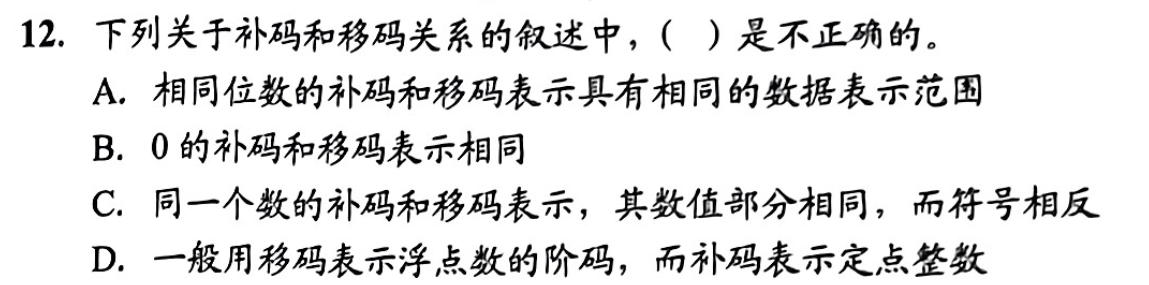 12. 下列关于补码和移码关系的叙述中，（ ）是不正确的。
A. 相同位数的补码和移码表示具有相同的数据表示范围
B. 0 的补码和移码表示相同
C. 同一个数的补码和移码表示，其数值部分相同，而符号相反
D. 一般用移码表示浮点数的阶码，而补码表示定点整数